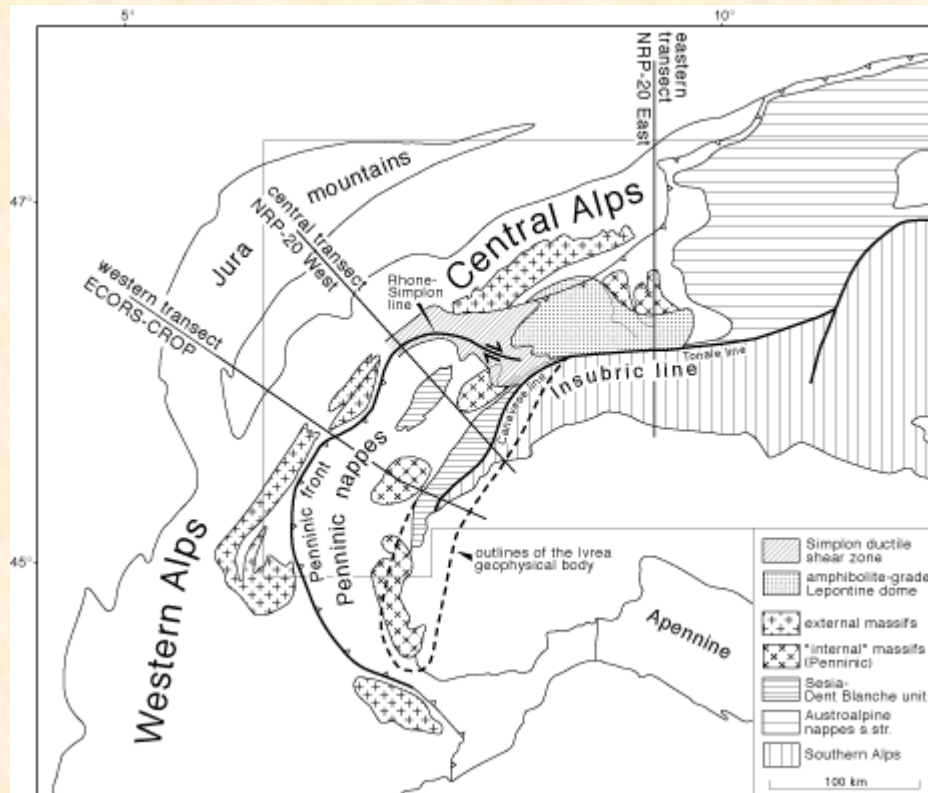 5°
10°
47°
45°
eastern
transect
NRP-20 East
Jura
mountains
central transect
NRP-20 West
western transect
ECORS-CROP
Central Alps
Rhone-
Simplon
line
Tonale line
Insubric line
Canavese line
Penninic front
Penninic nappes
Western Alps
outlines of the Ivrea
geophysical body
Apennine
Simplon ductile
shear zone
amphibolite-grade
Lepontine dome
external massifs
"internal" massifs
(Penninic)
Sesia-
Dent Blanche unit
Austroalpine
nappes s.str.
Southern Alps
100 km